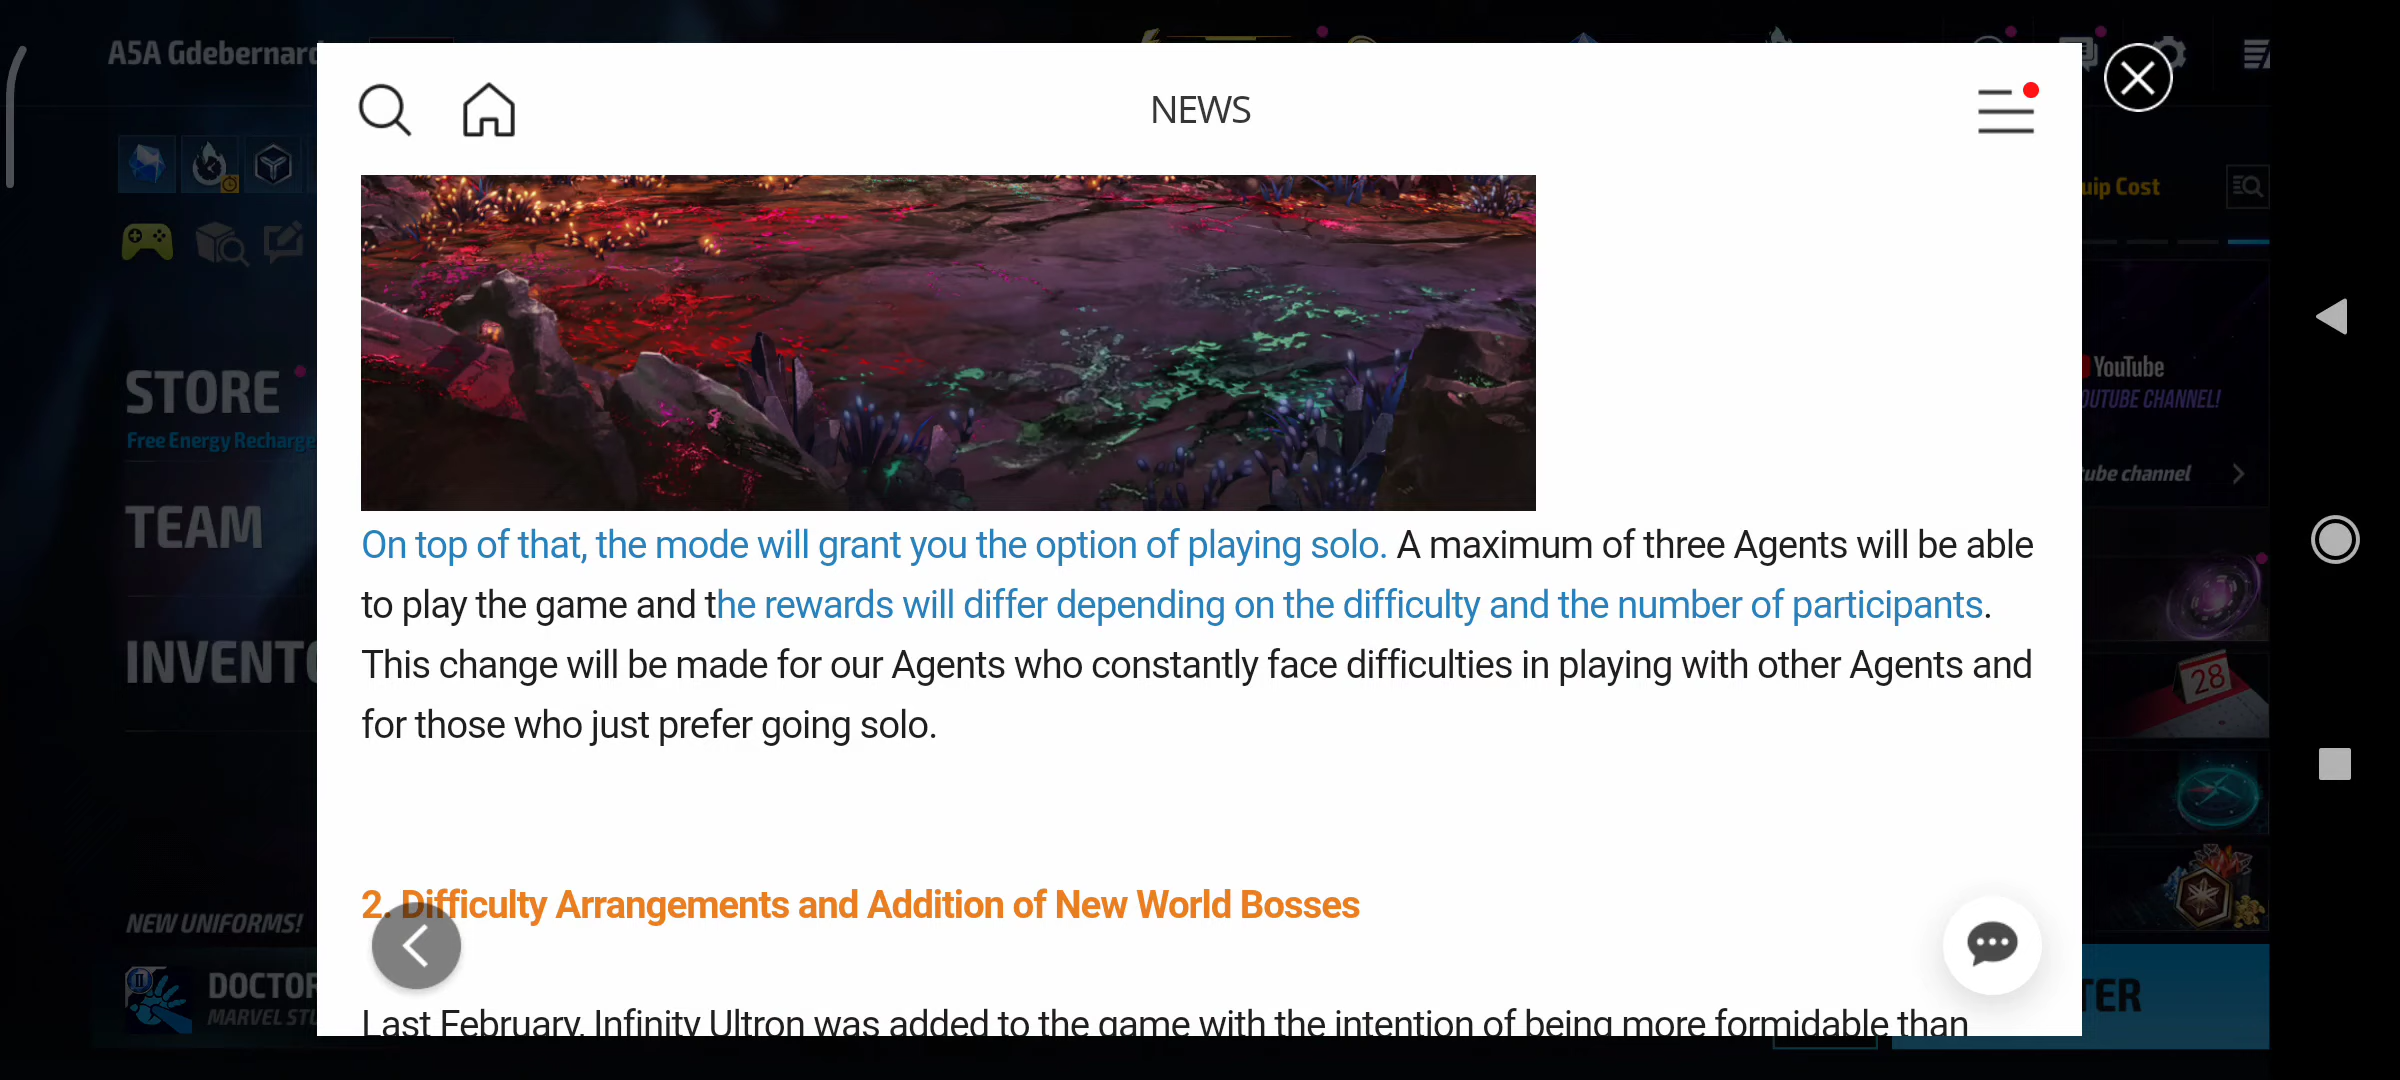 A5A Gdebernard
NEWS
uip Cost
YouTube
OUTUBE CHANNEL!
STORE
Free Energy Recharge
tube channel
TEAM
On top of that, the mode will grant you the option of playing solo. A maximum of three Agents will be able
to play the game and the rewards will differ depending on the difficulty and the number of participants.
INVENTO
This change will be made for our Agents who constantly face difficulties in playing with other Agents and
28
for those who just prefer going solo.
2. Difficulty Arrangements and Addition of New World Bosses
NEW UNIFORMS!
DOCTOR
MARVEL STU
TER
Last February, Infinity Ultron was added to the game with the intention of being more formidable than